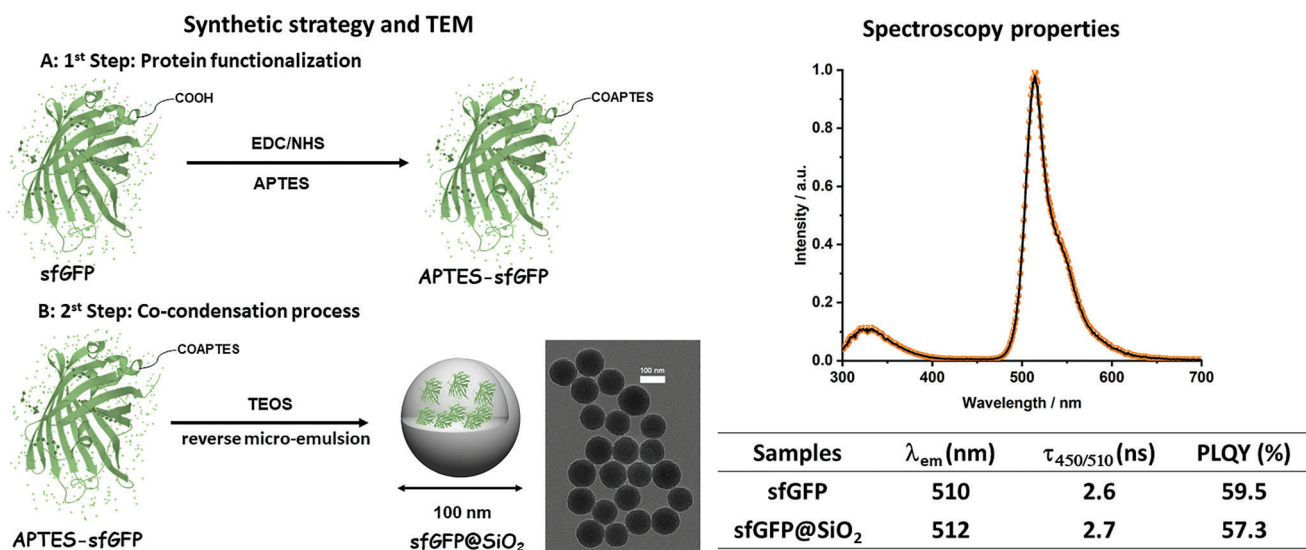 Synthetic strategy and TEM
A: 1st Step: Protein functionalization
COOH
EDC/NHS
APTES
COAPTES
sfGFP
APTES-sfGFP
B: 2st Step: Co-condensation process
COAPTES
TEOS
reverse micro-emulsion
100 nm
100 nm
APTES-sfGFP
sfGFP@SiO2
Spectroscopy properties
Intensity / a.u.
1.0
0.8
0.6
0.4
0.2
0.0
300 400 500 600 700
Wavelength / nm
Samples λem (nm) τ450/510 (ns) PLQY (%)
sfGFP 510 2.6 59.5
sfGFP@SiO2 512 2.7 57.3